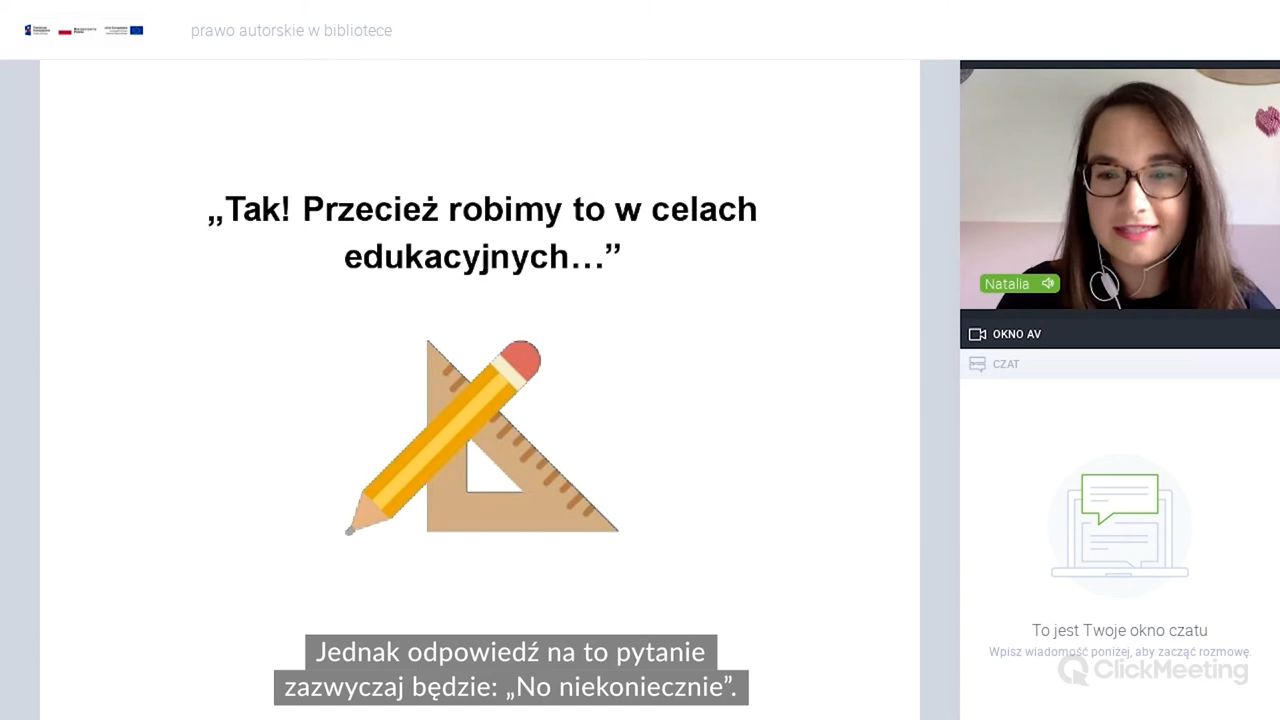 prawo autorskie w bibliotece
„Tak! Przecież robimy to w celach
edukacyjnych…”
Natalia
OKNO AV
CZAT
To jest Twoje okno czatu
Wpisz wiadomość poniżej, aby zacząć rozmowę.
ClickMeeting
Jednak odpowiedź na to pytanie
zazwyczaj będzie: „No niekoniecznie”.